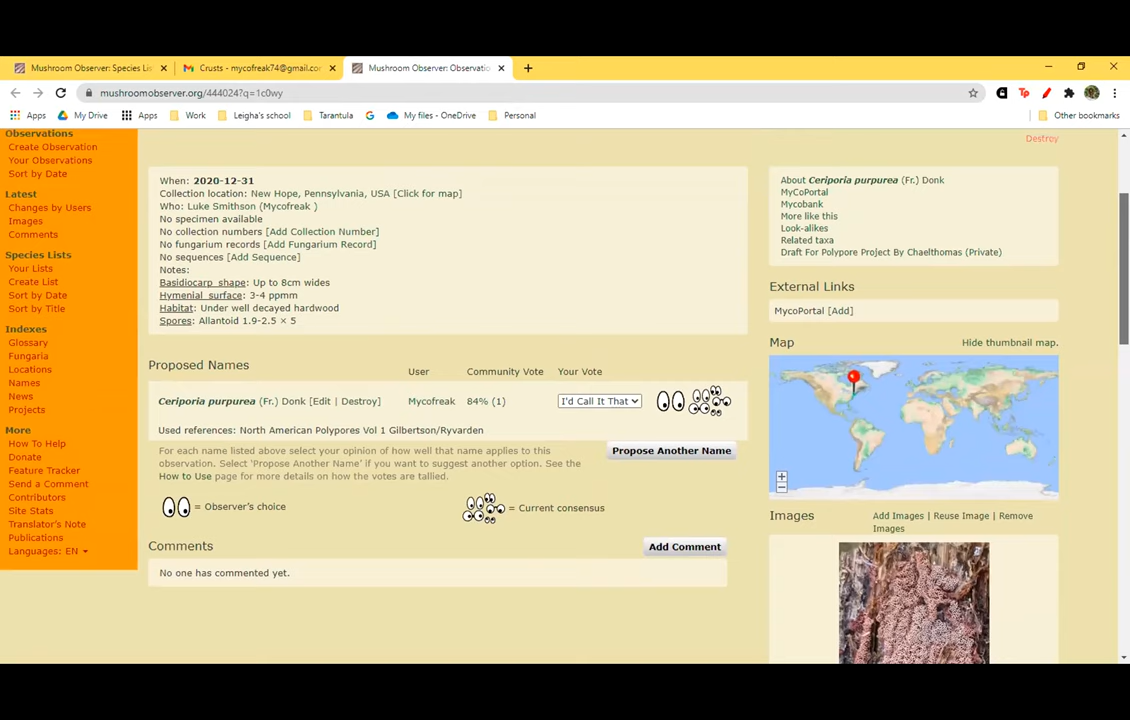 Mushroom Observer: Species Lis
Crusts - mycofreak74@gmail.com
Mushroom Observer: Observatio
mushroomobserver.org/444024?q=1c0wy
Apps
My Drive
Apps
Work
Leigha's school
Tarantula
My files - OneDrive
Personal
Other bookmarks
Observations
Create Observation
Your Observations
Sort by Date
Latest
Changes by Users
Images
Comments
Species Lists
Your Lists
Create List
Sort by Date
Sort by Title
Indexes
Glossary
Fungaria
Locations
Names
News
Projects
More
How To Help
Donate
Feature Tracker
Send a Comment
Contributors
Site Stats
Translator's Note
Publications
Languages: EN
When: 2020-12-31
Collection location: New Hope, Pennsylvania, USA [Click for map]
Who: Luke Smithson (Mycofreak )
No specimen available
No collection numbers [Add Collection Number]
No fungarium records [Add Fungarium Record]
No sequences [Add Sequence]
Notes:
Basidiocarp shape: Up to 8cm wides
Hymenial surface: 3-4 ppmm
Habitat: Under well decayed hardwood
Spores: Allantoid 1.9-2.5 × 5
Proposed Names
User
Community Vote
Your Vote
Ceriporia purpurea (Fr.) Donk [Edit | Destroy]
Mycofreak
84% (1)
I'd Call It That
Used references: North American Polypores Vol 1 Gilbertson/Ryvarden
For each name listed above select your opinion of how well that name applies to this
observation. Select 'Propose Another Name' if you want to suggest another option. See the
How to Use page for more details on how the votes are tallied.
Propose Another Name
= Observer's choice
= Current consensus
Comments
Add Comment
No one has commented yet.
Destroy
About Ceriporia purpurea (Fr.) Donk
MyCoPortal
Mycobank
More like this
Look-alikes
Related taxa
Draft For Polypore Project By Chaelthomas (Private)
External Links
MycoPortal [Add]
Map
Hide thumbnail map.
+
−
Images
Add Images | Reuse Image | Remove
Images